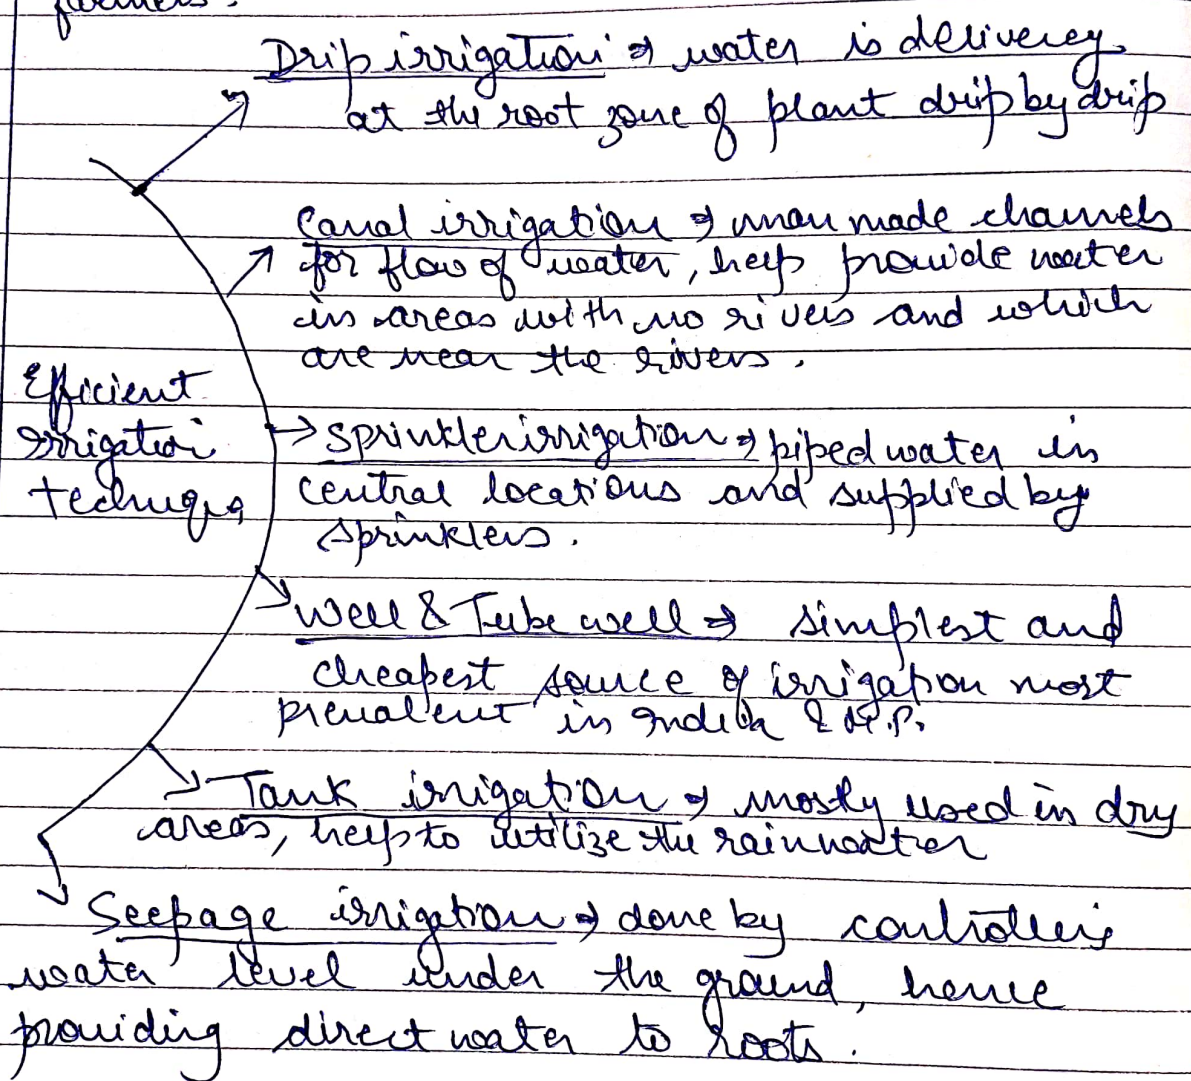 farmers.
Drip irrigation → water is deliverey
at the root zone of plant drip by drip
Canal irrigation → man made channels
for flow of water, help provide water
in areas with no rivers and which
are near the rivers.
Efficient
irrigation
technique
→ Sprinkler irrigation → piped water in
central locations and supplied by
sprinklers.
Well & Tube well → simplest and
cheapest source of irrigation most
prevalent in India & M.P.
Tank irrigation → mostly used in dry
areas, help to utilize the rainwater
Seepage irrigation → done by controlling
water level under the ground, hence
providing direct water to roots.